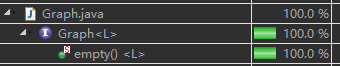 Graph.java 100.0 %
Graph<L> 100.0 %
empty() <L> 100.0 %